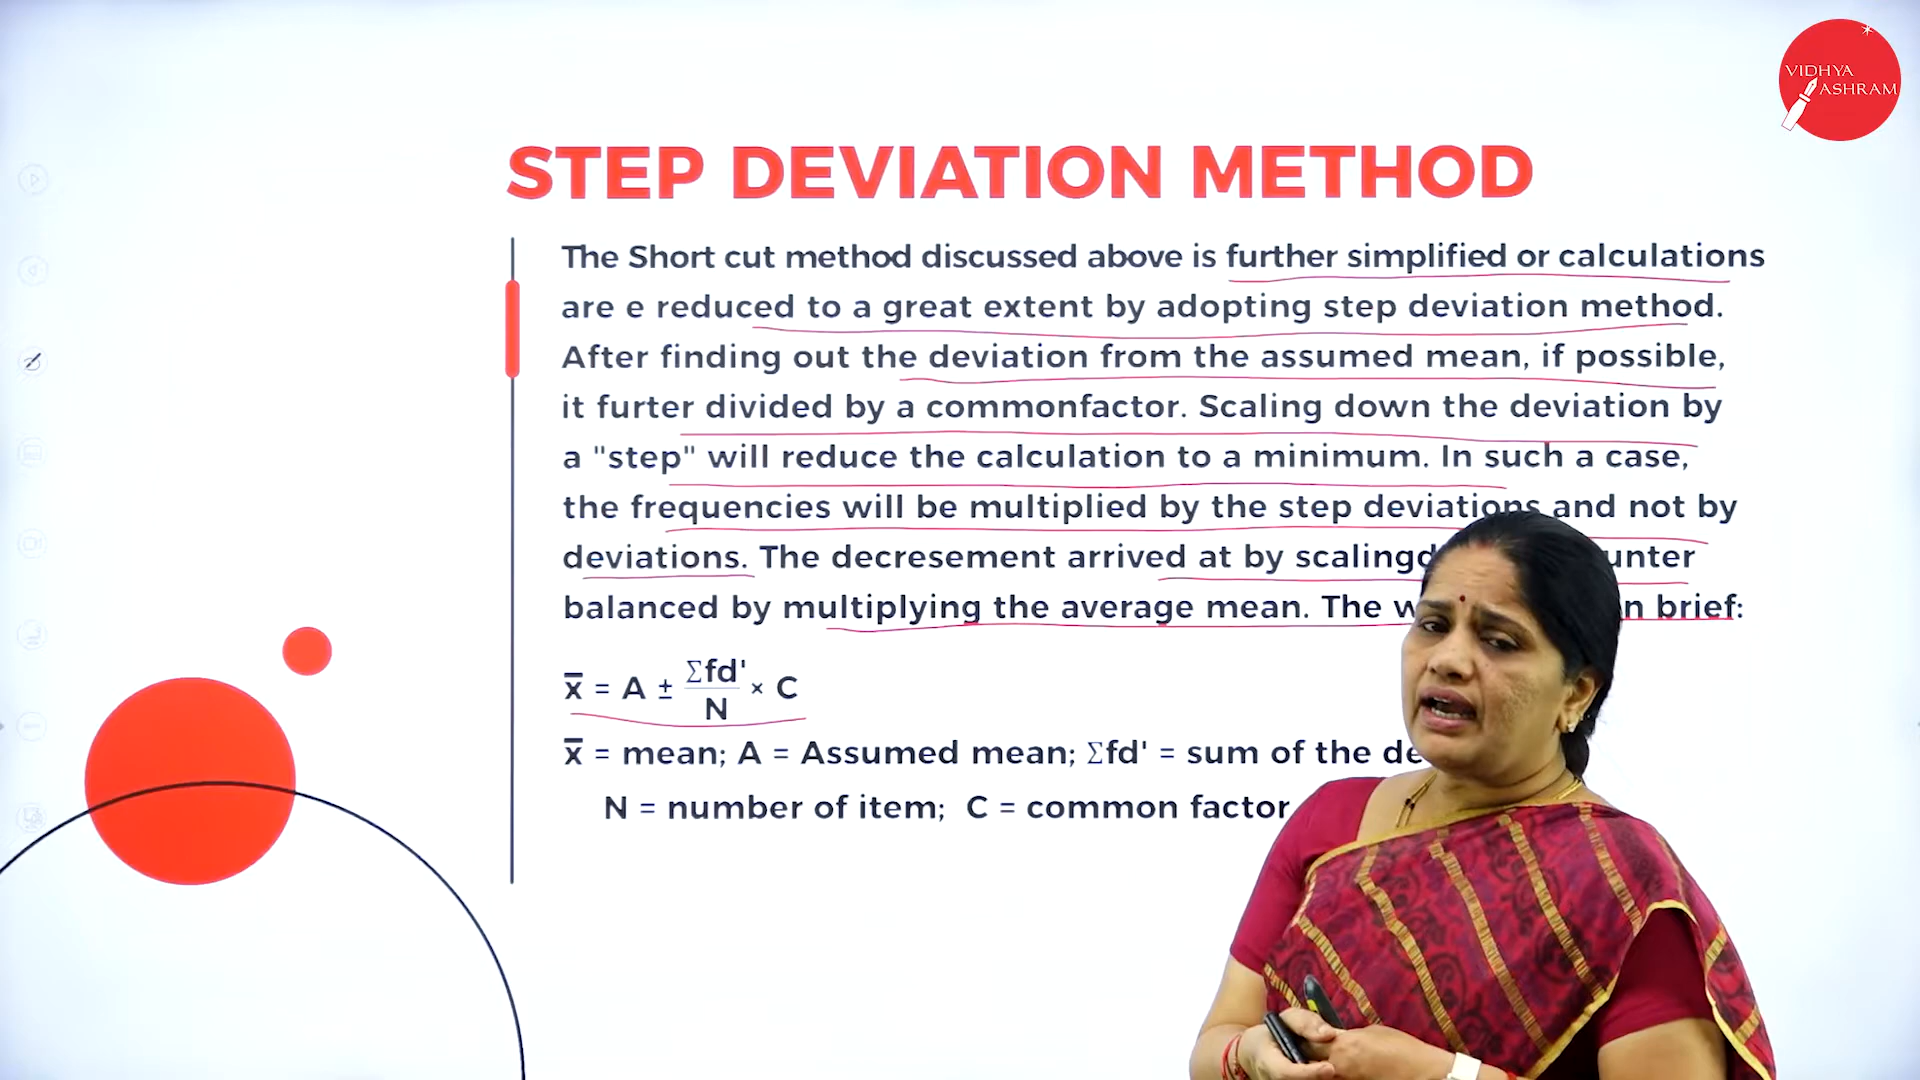 VIDHYA
ASHRAM
STEP DEVIATION METHOD
The Short cut method discussed above is further simplified or calculations
are e reduced to a great extent by adopting step deviation method.
After finding out the deviation from the assumed mean, if possible,
it furter divided by a commonfactor. Scaling down the deviation by
a "step" will reduce the calculation to a minimum. In such a case,
the frequencies will be multiplied by the step deviations and not by
deviations. The decresement arrived at by
balanced by multiplying the average mean. The brief:
x̅ = A ± Σfd' / N × C
x̅ = mean; A = Assumed mean; Σfd' = sum of the
N = number of item; C = common factor